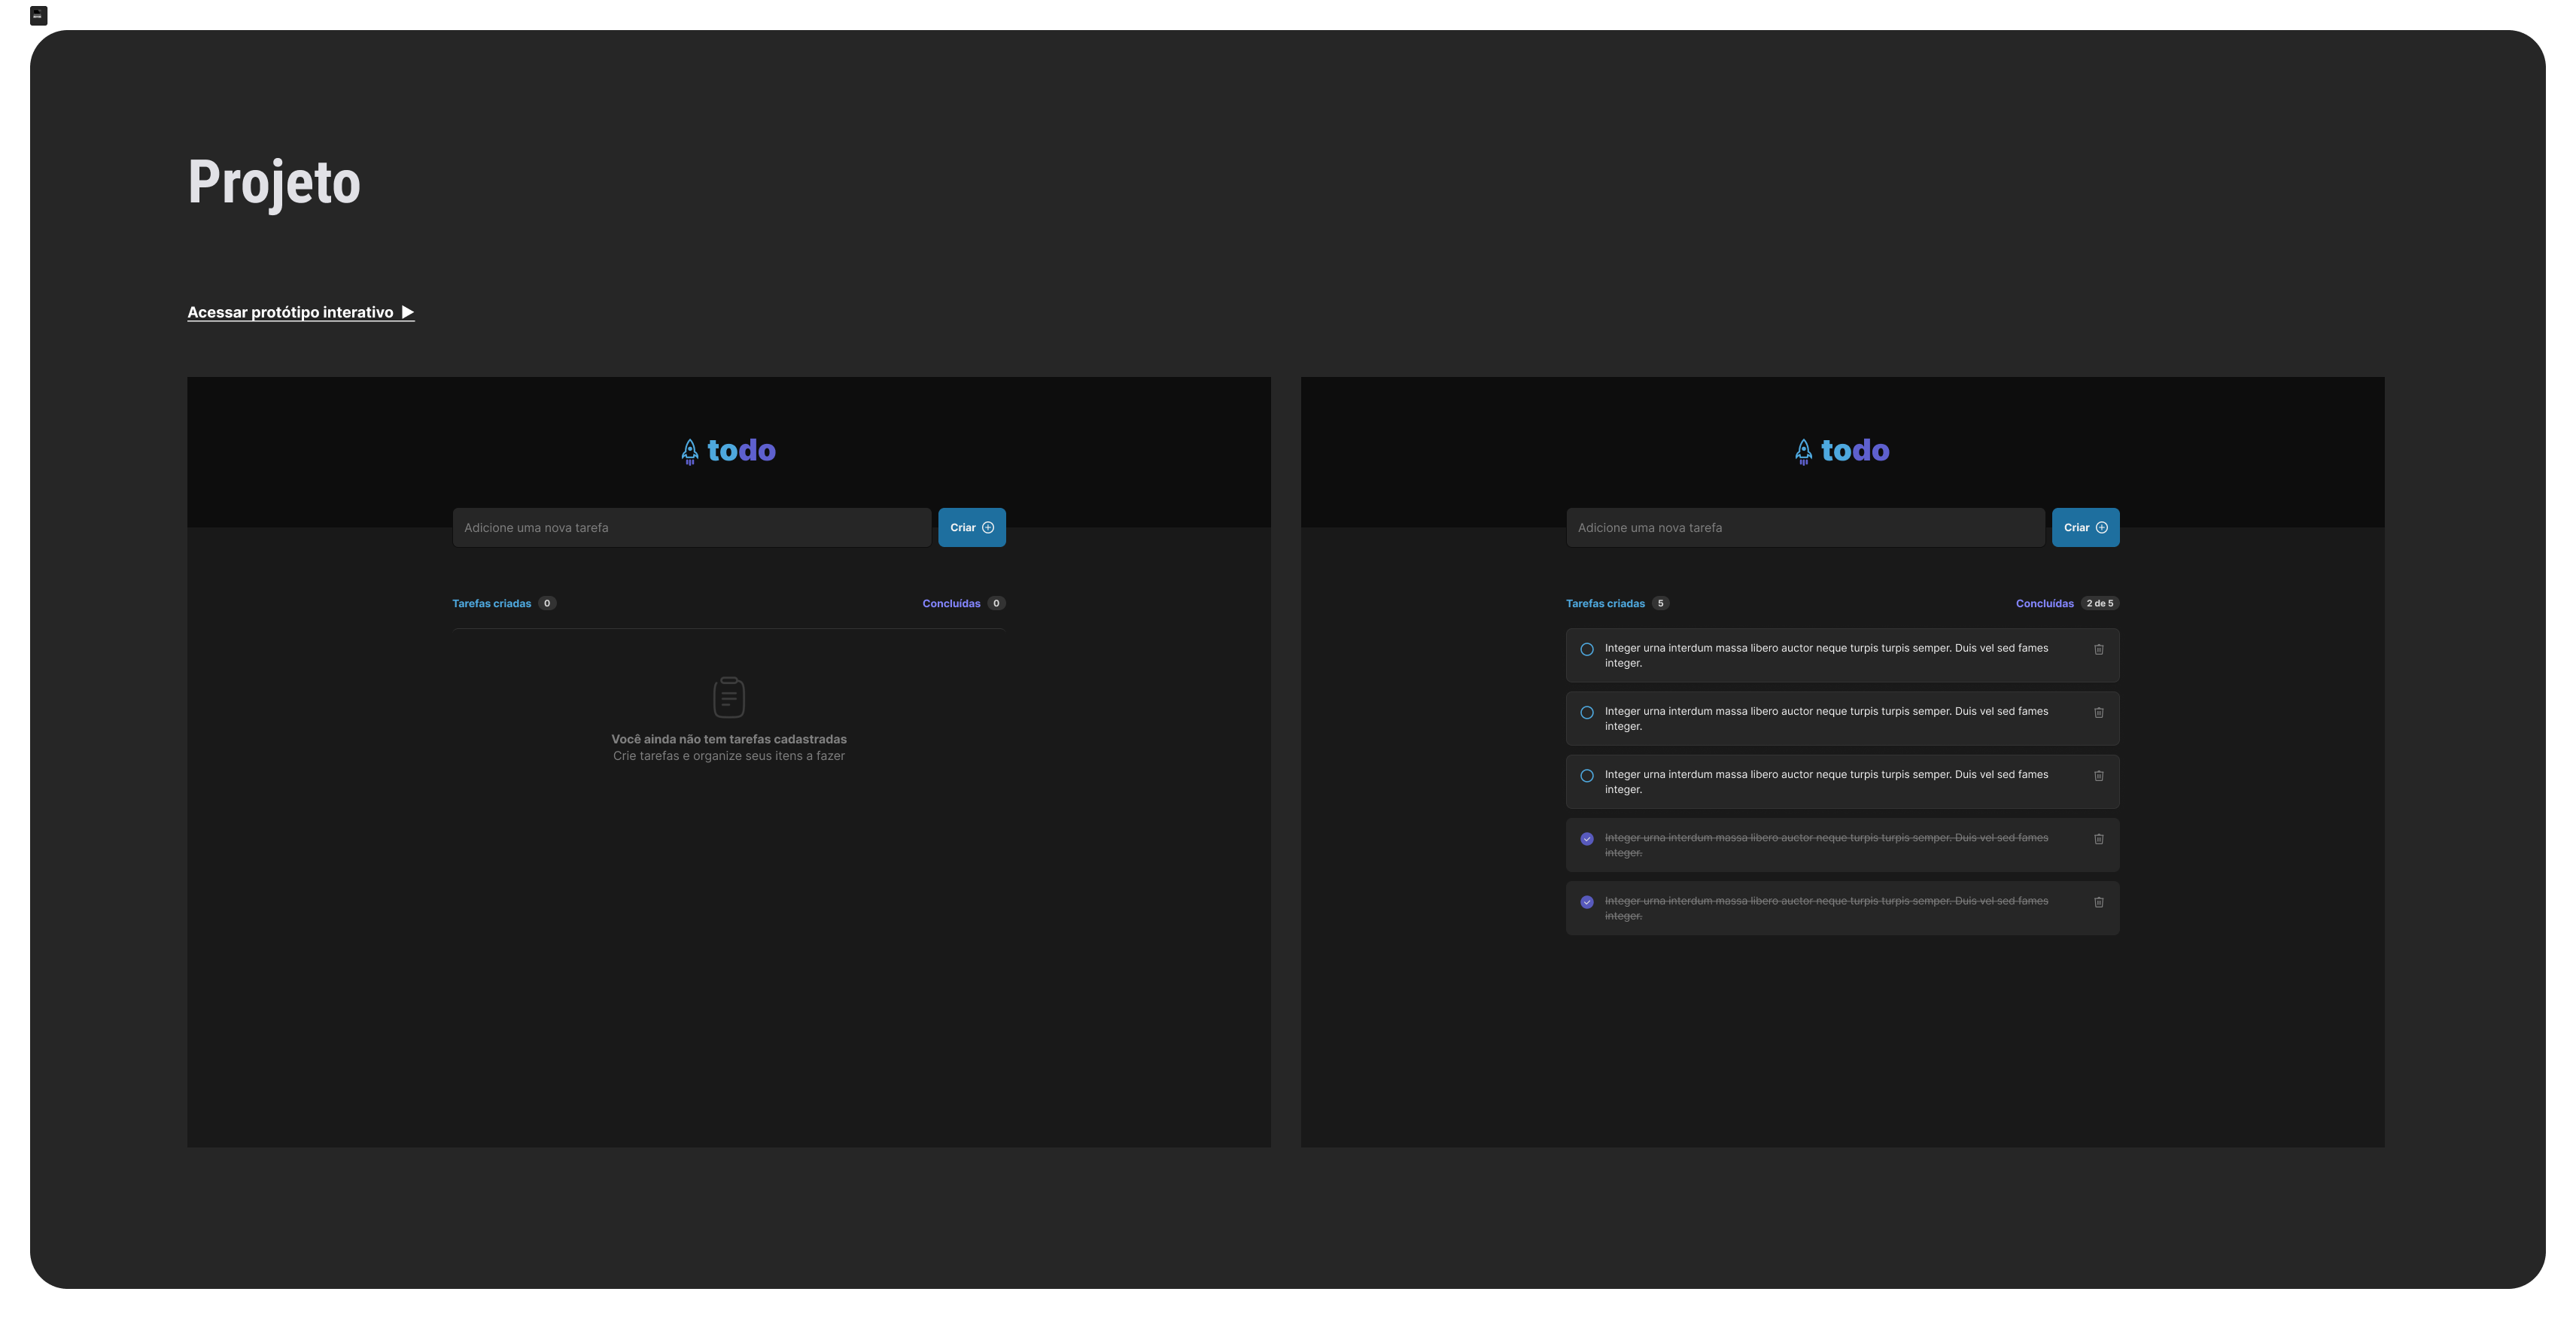 Projeto
Acessar protótipo interativo
todo
Adicione uma nova tarefa
Criar
Tarefas criadas 0
Concluídas 0
Você ainda não tem tarefas cadastradas
Crie tarefas e organize seus itens a fazer
todo
Adicione uma nova tarefa
Criar
Tarefas criadas 5
Concluídas 2 de 5
Integer urna interdum massa libero auctor neque turpis turpis semper. Duis vel sed fames
integer.
Integer urna interdum massa libero auctor neque turpis turpis semper. Duis vel sed fames
integer.
Integer urna interdum massa libero auctor neque turpis turpis semper. Duis vel sed fames
integer.
Integer urna interdum massa libero auctor neque turpis turpis semper. Duis vel sed fames
integer.
Integer urna interdum massa libero auctor neque turpis turpis semper. Duis vel sed fames
integer.